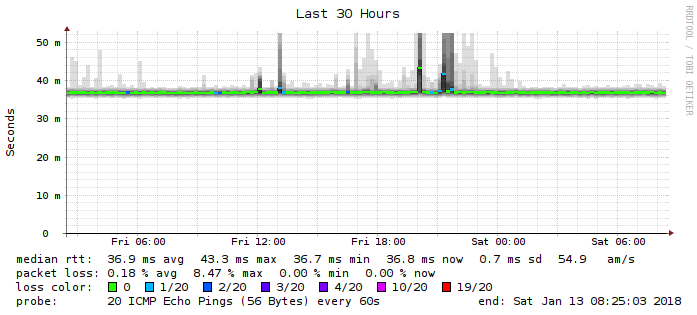 Last 30 Hours
RRDTOOL / TOBI OETIKER
Seconds
50 m
40 m
30 m
20 m
10 m
0
Fri 06:00 Fri 12:00 Fri 18:00 Sat 00:00 Sat 06:00
median rtt: 36.9 ms avg 43.3 ms max 36.7 ms min 36.8 ms now 0.7 ms sd 54.9 am/s
packet loss: 0.18 % avg 8.47 % max 0.00 % min 0.00 % now
loss color: 0 1/20 2/20 3/20 4/20 10/20 19/20
probe: 20 ICMP Echo Pings (56 Bytes) every 60s end: Sat Jan 13 08:25:03 2018